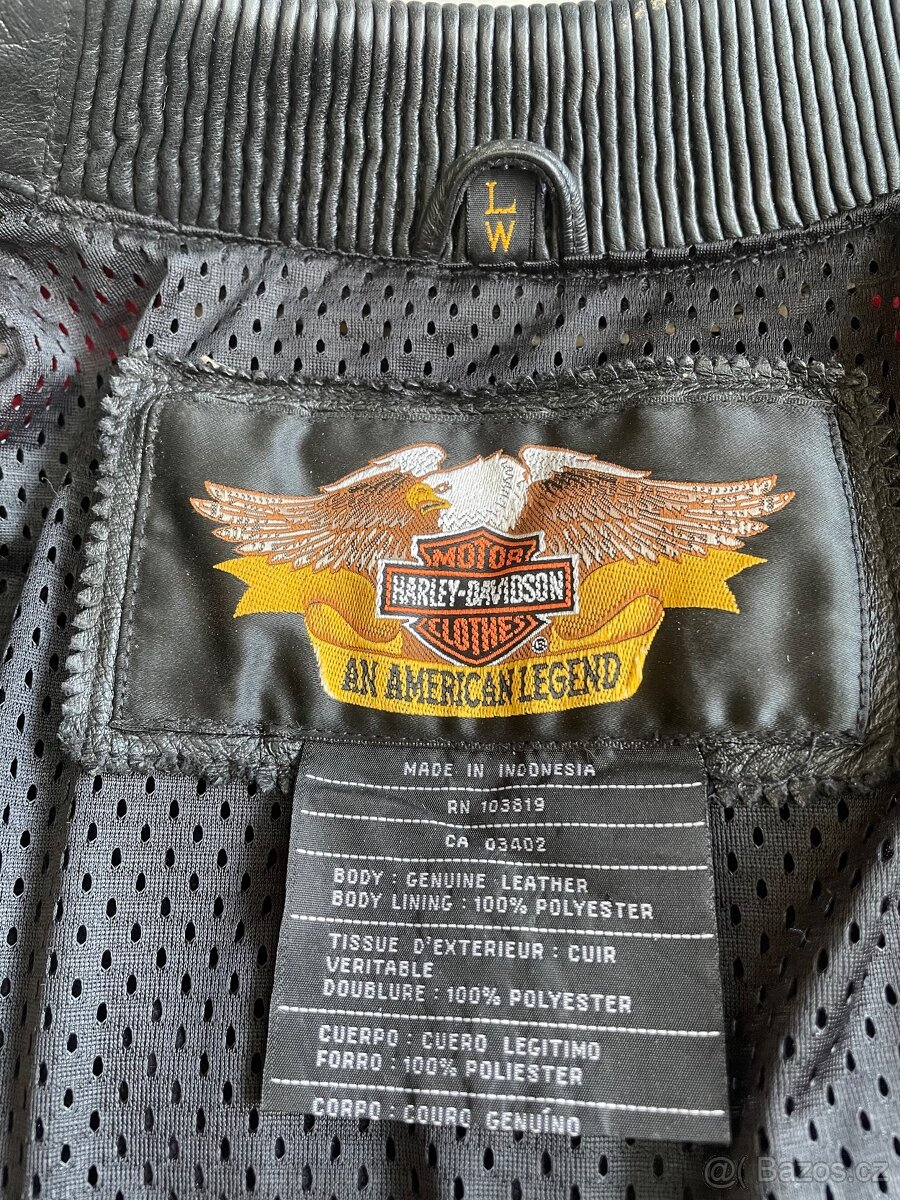 L
W
MOTOR
HARLEY-DAVIDSON
CLOTHES
®
AN AMERICAN LEGEND
MADE IN INDONESIA
RN 103819
CA 03402
BODY : GENUINE LEATHER
BODY LINING : 100% POLYESTER
TISSUE D'EXTERIEUR : CUIR
VERITABLE
DOUBLURE : 100% POLYESTER
CUERPO : CUERO LEGITIMO
FORRO : 100% POLIESTER
CORPO : COURO GENUÍNO
@ Bazos.cz